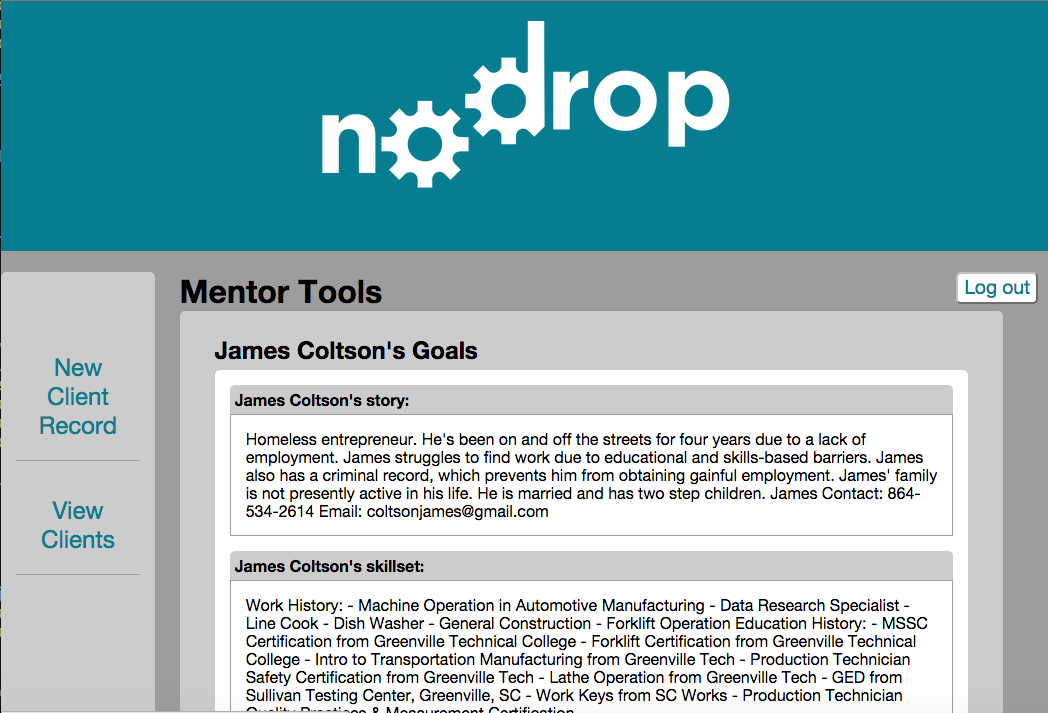 no drop
Mentor Tools
Log out
New
Client
Record
View
Clients
James Coltson's Goals
James Coltson's story:
Homeless entrepreneur. He's been on and off the streets for four years due to a lack of
employment. James struggles to find work due to educational and skills-based barriers. James
also has a criminal record, which prevents him from obtaining gainful employment. James' family
is not presently active in his life. He is married and has two step children. James Contact: 864-
534-2614 Email: coltsonjames@gmail.com
James Coltson's skillset:
Work History: - Machine Operation in Automotive Manufacturing - Data Research Specialist -
Line Cook - Dish Washer - General Construction - Forklift Operation Education History: - MSSC
Certification from Greenville Technical College - Forklift Certification from Greenville Technical
College - Intro to Transportation Manufacturing from Greenville Tech - Production Technician
Safety Certification from Greenville Tech - Lathe Operation from Greenville Tech - GED from
Sullivan Testing Center, Greenville, SC - Work Keys from SC Works - Production Technician
Quality Practices & Measurement Certification